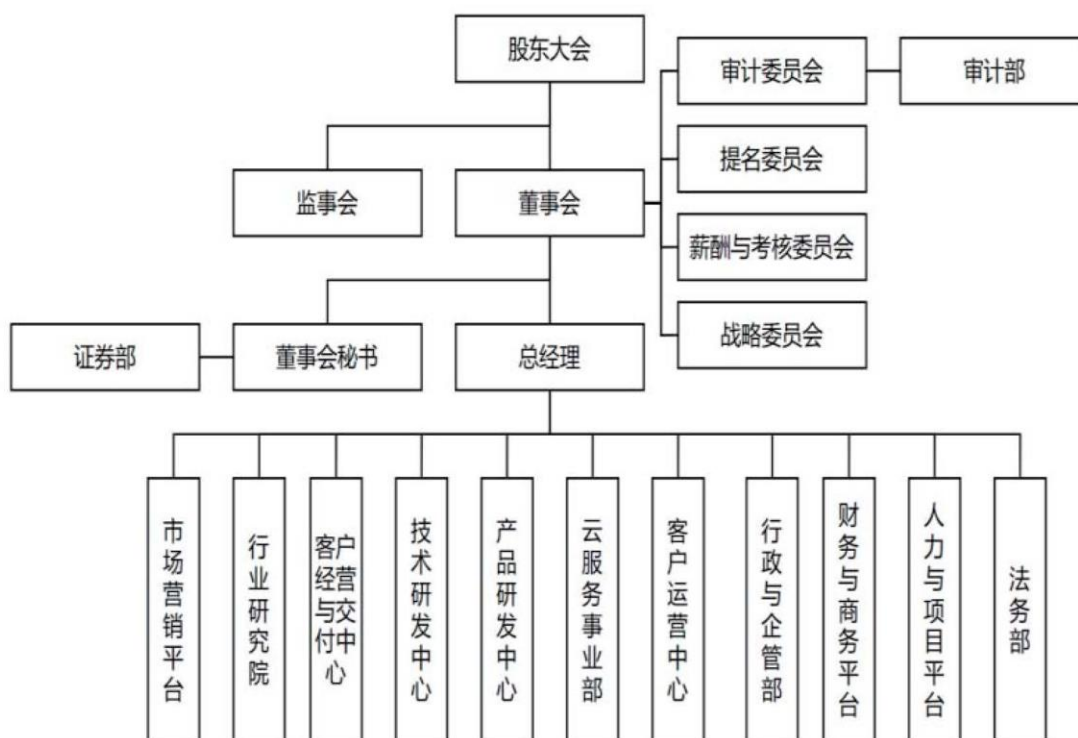 股东大会
审计委员会
审计部
提名委员会
监事会
董事会
薪酬与考核委员会
战略委员会
证券部
董事会秘书
总经理
市场营销平台
行业研究院
客户经营与交付中心
技术研发中心
产品研发中心
云服务事业部
客户运营中心
行政与企管部
财务与商务平台
人力与项目平台
法务部